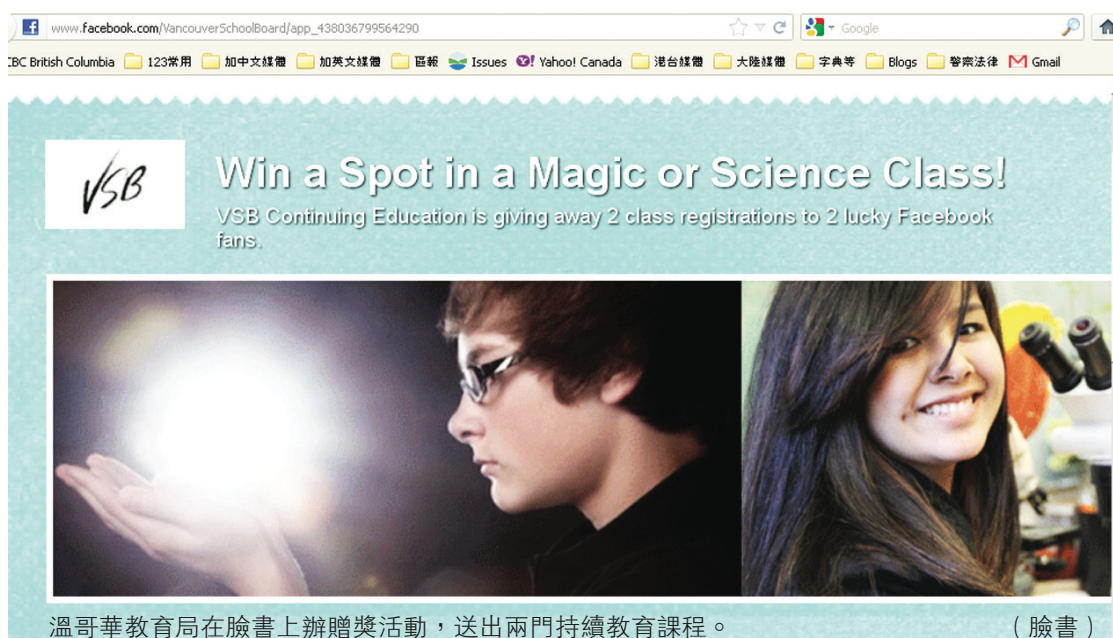 www.facebook.com/VancouverSchoolBoard/app_438036799564290
Google
CBC British Columbia 123常用 加中文媒體 加英文媒體 區報 Issues Yahoo! Canada 港台媒體 大陸媒體 字典等 Blogs 警察法律 Gmail
VSB
Win a Spot in a Magic or Science Class!
VSB Continuing Education is giving away 2 class registrations to 2 lucky Facebook
fans.
溫哥華教育局在臉書上辦贈獎活動，送出兩門持續教育課程。 （臉書）